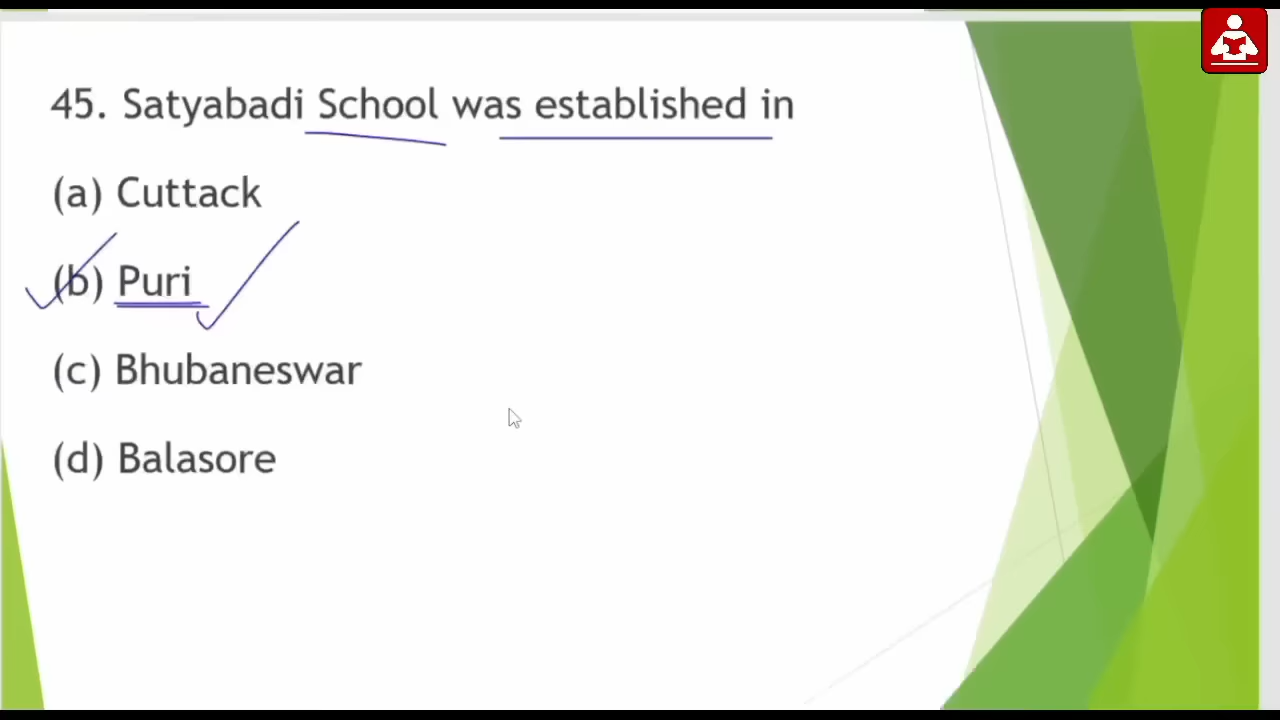 45. Satyabadi School was established in
(a) Cuttack
(b) Puri
(c) Bhubaneswar
(d) Balasore